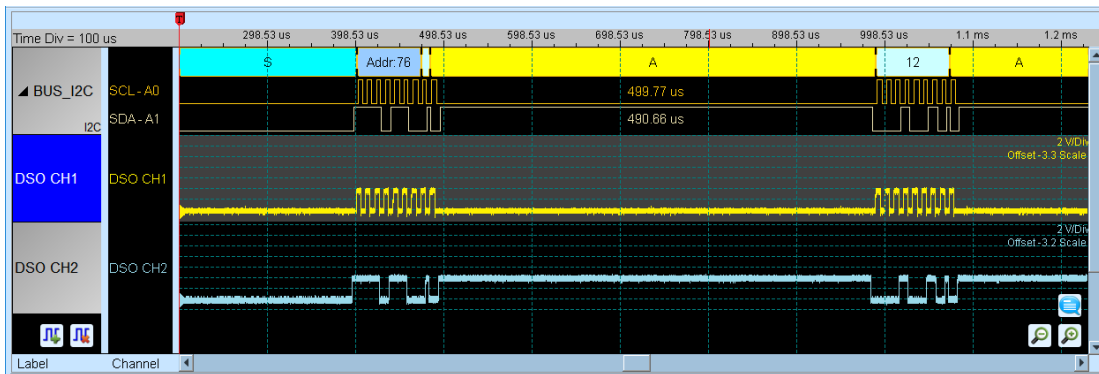 Time Div = 100 us
298.53 us 398.53 us 498.53 us 598.53 us 698.53 us 798.53 us 898.53 us 998.53 us 1.1 ms 1.2 ms
S Addr:76 A 12 A
BUS_I2C SCL-A0 499.77 us
I2C SDA-A1 490.66 us
2 V/Div
Offset-3.3 Scale
DSO CH1 DSO CH1
2 V/Div
Offset-3.2 Scale
DSO CH2 DSO CH2
Label Channel